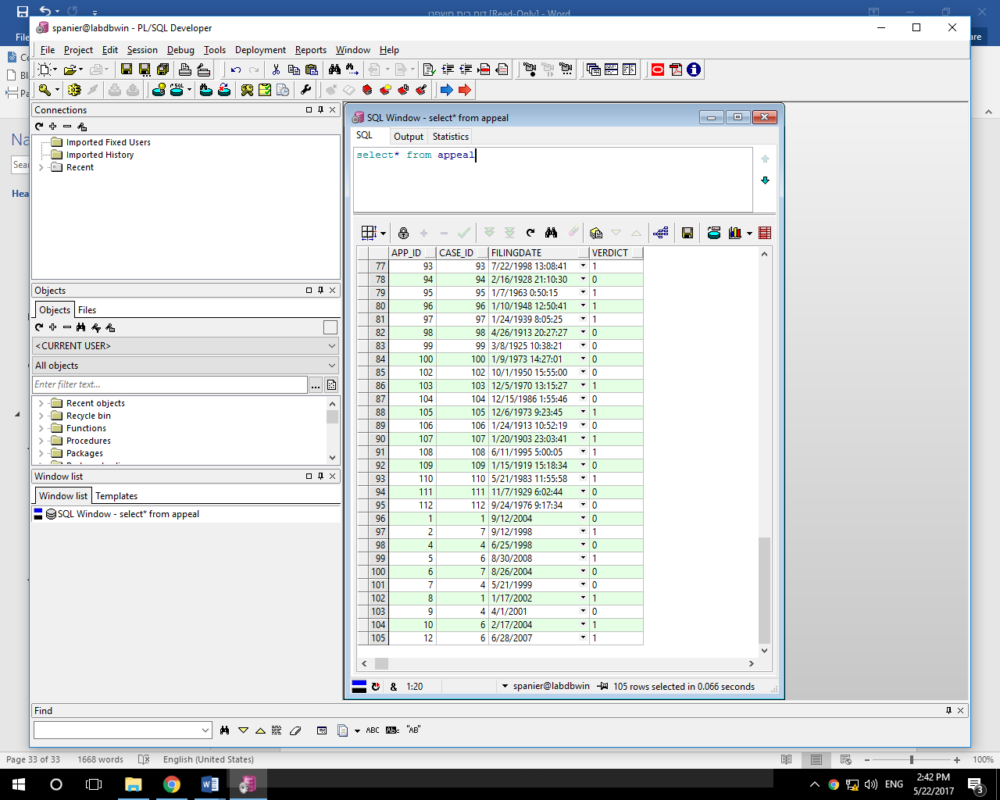 דוח בית משפט [Read-Only] - Word
spanier@labdbwin - PL/SQL Developer
File Project Edit Session Debug Tools Deployment Reports Window Help
Connections
Imported Fixed Users
Imported History
Recent
Objects
Objects Files
<CURRENT USER>
All objects
Enter filter text...
Recent objects
Recycle bin
Functions
Procedures
Packages
Window list
Window list Templates
SQL Window - select* from appeal
SQL Window - select* from appeal
SQL Output Statistics
select* from appeal
APP_ID CASE_ID FILINGDATE VERDICT
77 93 93 7/22/1998 13:08:41 1
78 94 94 2/16/1928 21:10:30 0
79 95 95 1/7/1963 0:50:15 1
80 96 96 1/10/1948 12:50:41 1
81 97 97 1/24/1939 8:05:25 1
82 98 98 4/26/1913 20:27:27 0
83 99 99 3/8/1925 10:38:21 0
84 100 100 1/9/1973 14:27:01 0
85 102 102 10/1/1950 15:55:00 0
86 103 103 12/5/1970 13:15:27 1
87 104 104 12/15/1986 1:55:46 0
88 105 105 12/6/1973 9:23:45 1
89 106 106 1/24/1913 10:52:19 0
90 107 107 1/20/1903 23:03:41 1
91 108 108 6/11/1995 5:00:05 1
92 109 109 1/15/1919 15:18:34 0
93 110 110 5/21/1983 11:55:58 1
94 111 111 11/7/1929 6:02:44 0
95 112 112 9/24/1976 9:17:34 0
96 1 1 9/12/2004 0
97 2 7 9/12/1998 1
98 4 4 6/25/1998 0
99 5 6 8/30/2008 1
100 6 7 8/26/2004 0
101 7 4 5/21/1999 0
102 8 1 1/17/2002 1
103 9 4 4/1/2001 0
104 10 6 2/17/2004 1
105 12 6 6/28/2007 1
& 1:20 spanier@labdbwin 105 rows selected in 0.066 seconds
Find
ABC "AB"
Page 33 of 33 1668 words English (United States) 100%
ENG 2:42 PM
5/22/2017 3